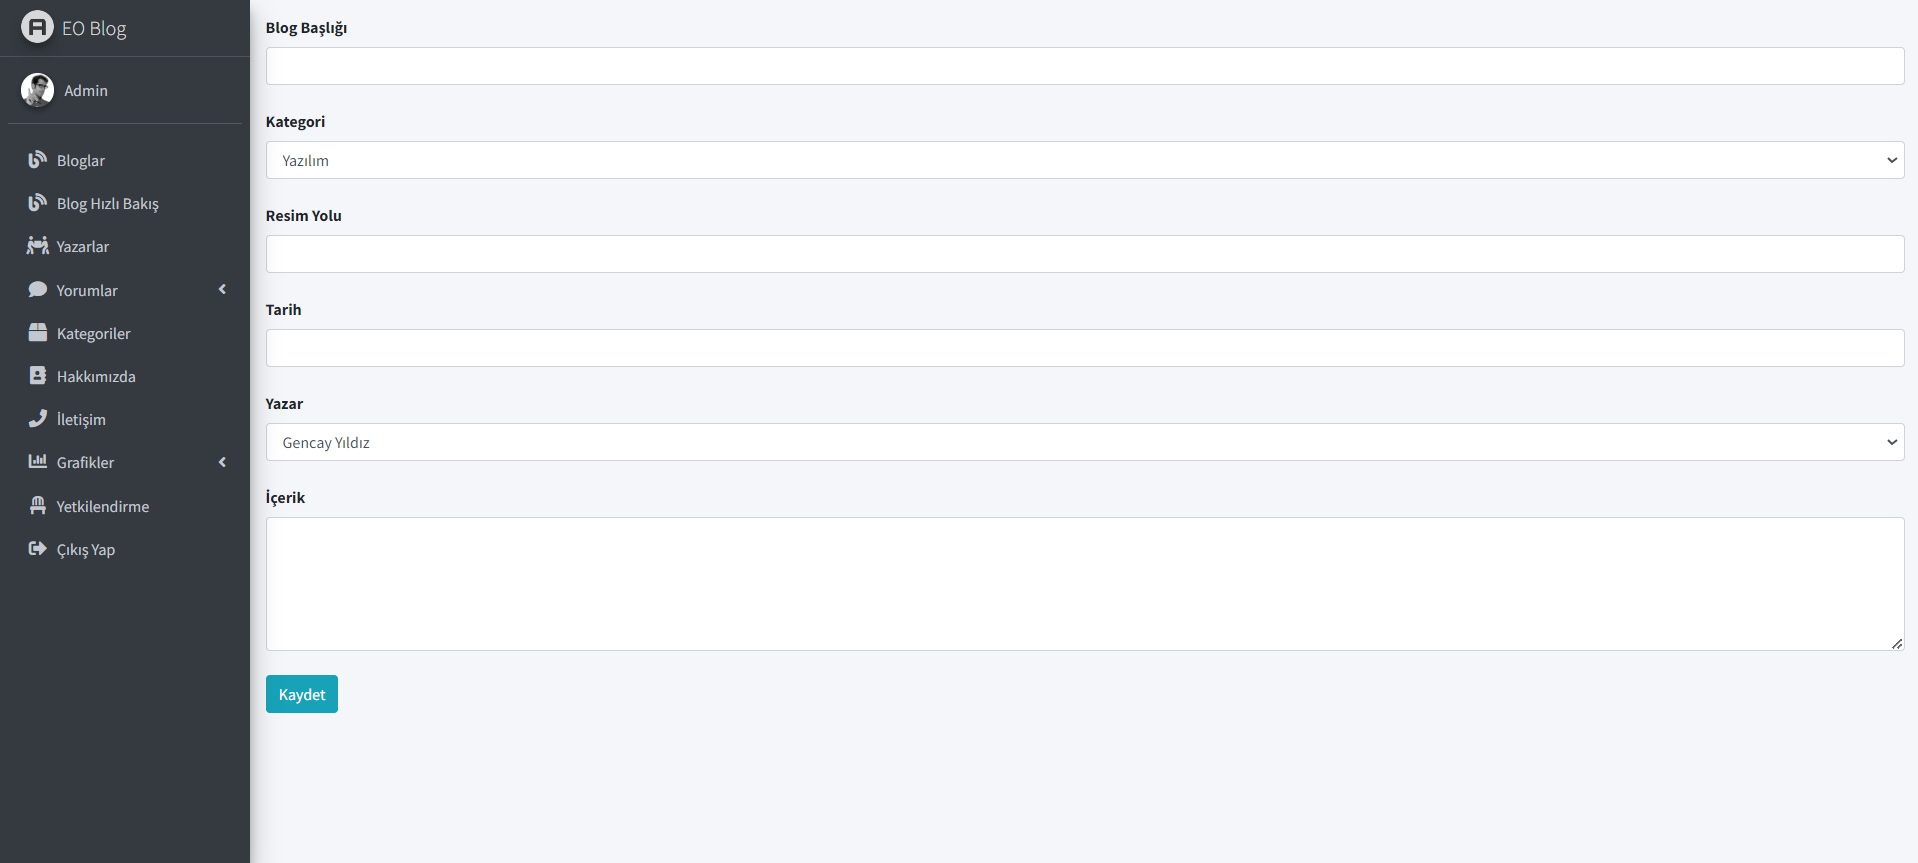 EO Blog
Admin
Bloglar
Blog Hızlı Bakış
Yazarlar
Yorumlar
Kategoriler
Hakkımızda
İletişim
Grafikler
Yetkilendirme
Çıkış Yap
Blog Başlığı
Kategori
Yazılım
Resim Yolu
Tarih
Yazar
Gencay Yıldız
İçerik
Kaydet